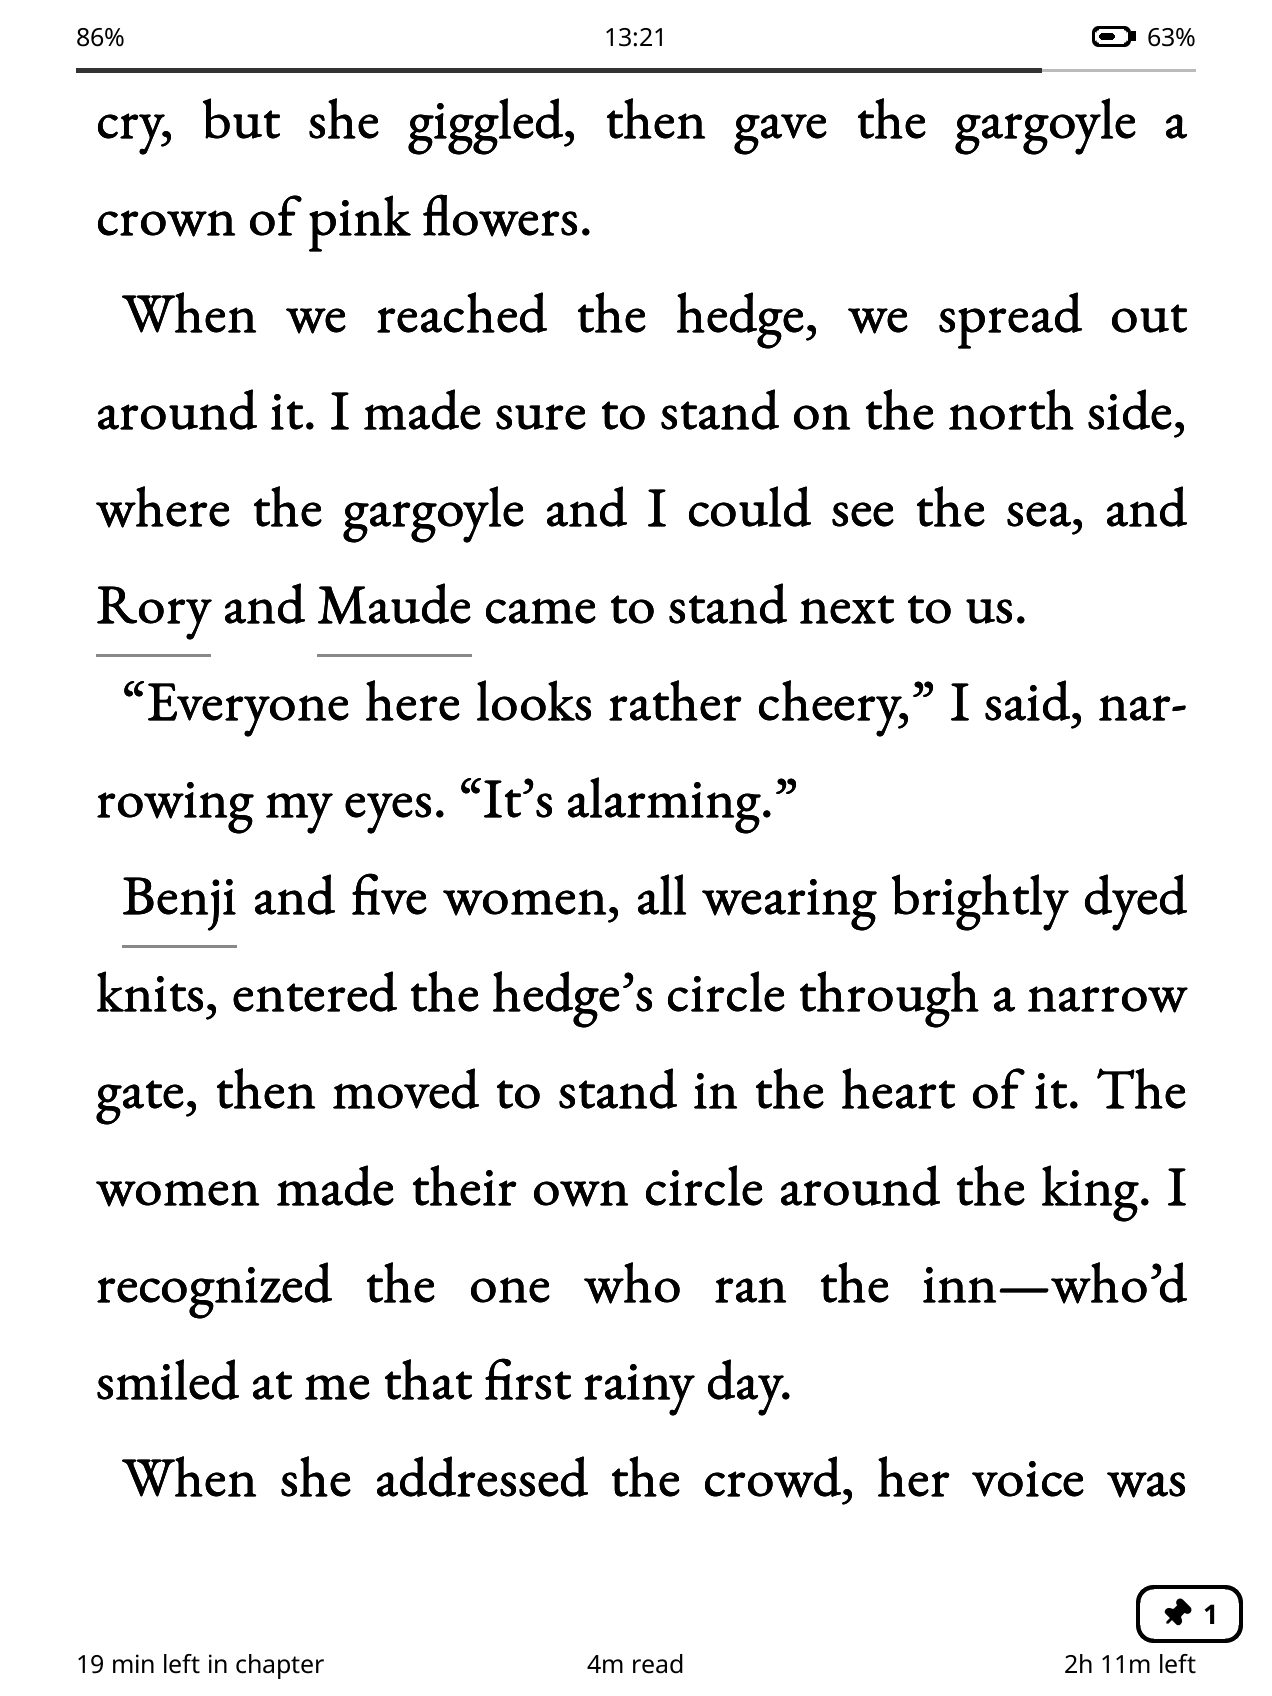 86%
13:21
63%
cry, but she giggled, then gave the gargoyle a
crown of pink flowers.
When we reached the hedge, we spread out
around it. I made sure to stand on the north side,
where the gargoyle and I could see the sea, and
Rory and Maude came to stand next to us.
“Everyone here looks rather cheery,” I said, nar-
rowing my eyes. “It’s alarming.”
Benji and five women, all wearing brightly dyed
knits, entered the hedge’s circle through a narrow
gate, then moved to stand in the heart of it. The
women made their own circle around the king. I
recognized the one who ran the inn—who’d
smiled at me that first rainy day.
When she addressed the crowd, her voice was
1
19 min left in chapter
4m read
2h 11m left